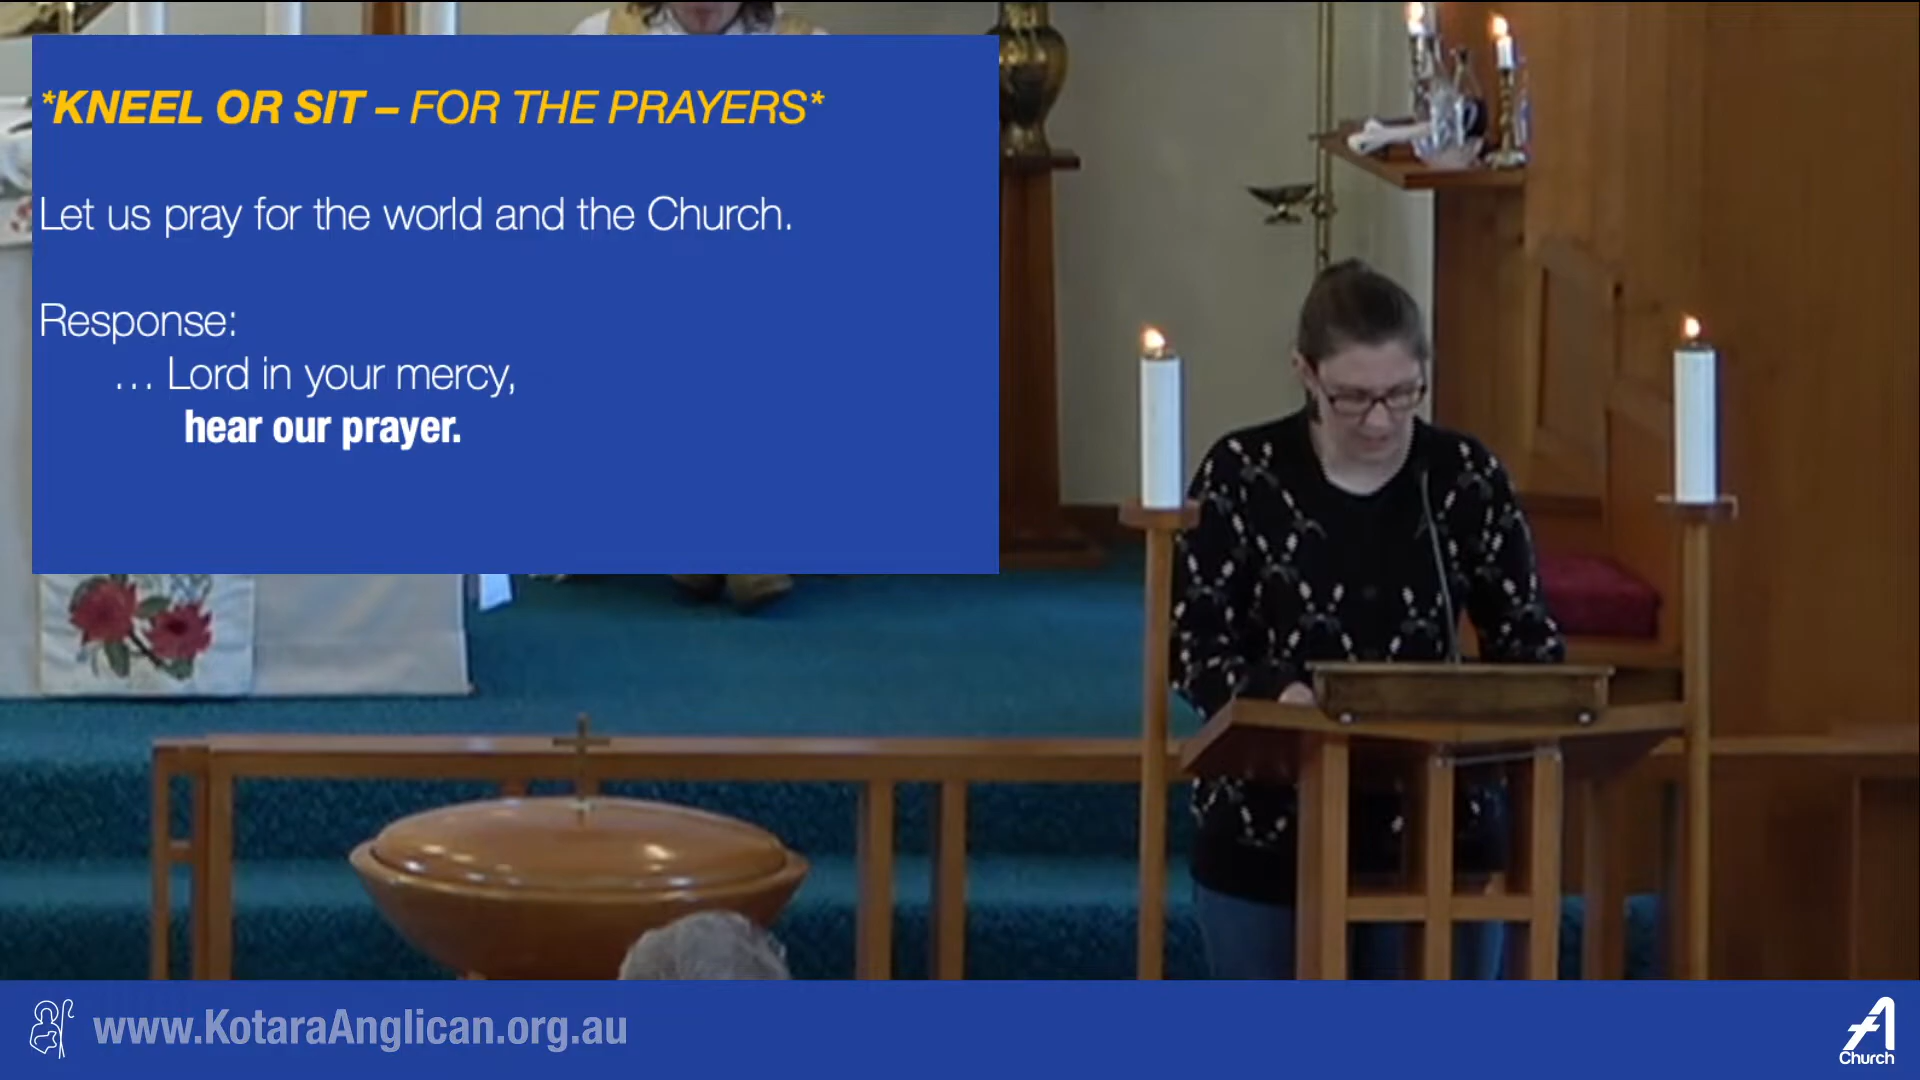 *KNEEL OR SIT – FOR THE PRAYERS*
Let us pray for the world and the Church.
Response:
… Lord in your mercy,
hear our prayer.
www.KotaraAnglican.org.au
A
Church